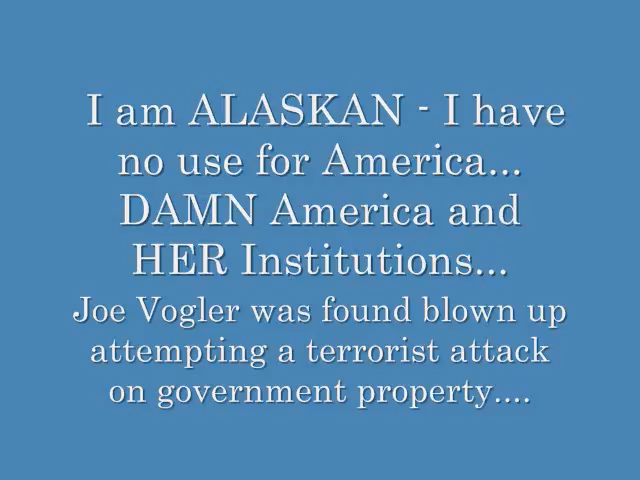 I am ALASKAN - I have
no use for America...
DAMN America and
HER Institutions...
Joe Vogler was found blown up
attempting a terrorist attack
on government property....